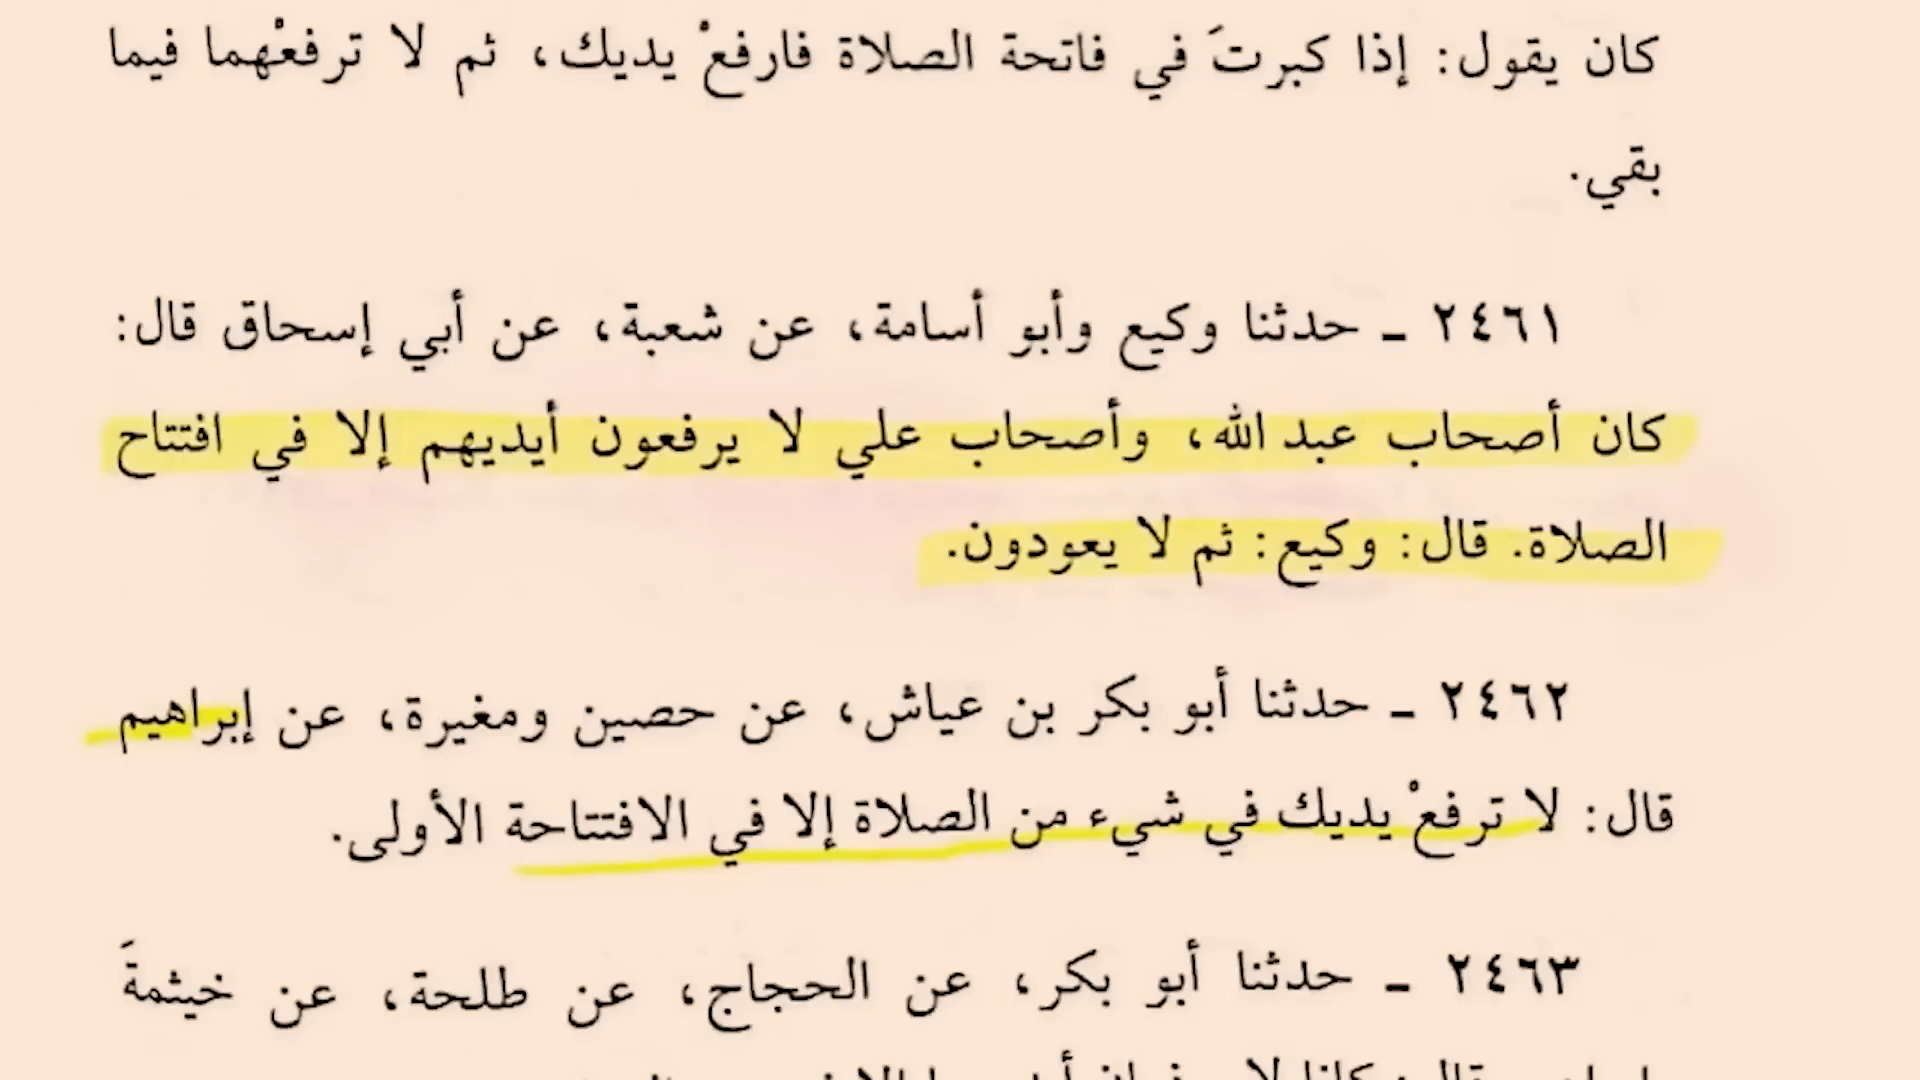 كان يقول: إذا كبرتَ في فاتحة الصلاة فارفعْ يديك، ثم لا ترفعْهما فيما
بقي.
٢٤٦١ ـ حدثنا وكيع وأبو أسامة، عن شعبة، عن أبي إسحاق قال:
كان أصحاب عبد الله، وأصحاب علي لا يرفعون أيديهم إلا في افتتاح
الصلاة. قال: وكيع: ثم لا يعودون.
٢٤٦٢ ـ حدثنا أبو بكر بن عياش، عن حصين ومغيرة، عن إبراهيم
قال: لا ترفعْ يديك في شيء من الصلاة إلا في الافتتاحة الأولى.
٢٤٦٣ ـ حدثنا أبو بكر، عن الحجاج، عن طلحة، عن خيثمةَ